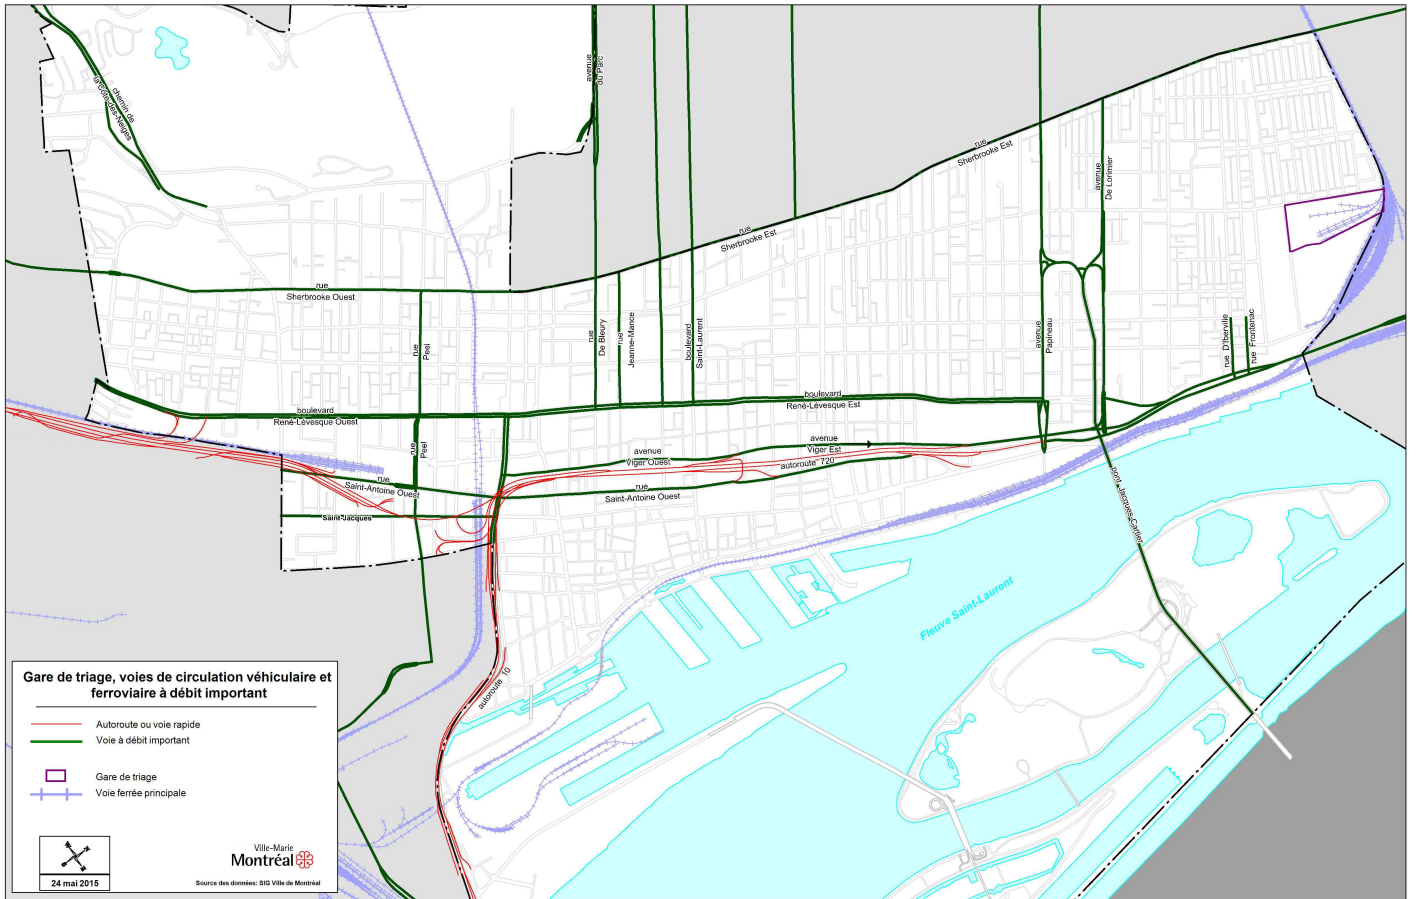 chemin de
la Côte-des-Neiges
avenue
du Parc
rue
Sherbrooke Est
avenue
De Lorimier
rue
Sherbrooke Est
rue
Sherbrooke Ouest
rue
Peel
rue
De Bleury
rue
Jeanne-Mance
boulevard
Saint-Laurent
avenue
Papineau
rue D'Iberville
rue Frontenac
boulevard
René-Lévesque Ouest
boulevard
René-Lévesque Est
rue
Peel
avenue
Viger Ouest
avenue
Viger Est
autoroute 720
rue
Saint-Antoine Ouest
rue
Saint-Antoine Ouest
Saint-Jacques
pont Jacques-Cartier
Fleuve Saint-Laurent
autoroute 10
Gare de triage, voies de circulation véhiculaire et
ferroviaire à débit important
Autoroute ou voie rapide
Voie à débit important
Gare de triage
Voie ferrée principale
24 mai 2015
Ville-Marie
Montréal
Source des données: SIG Ville de Montréal